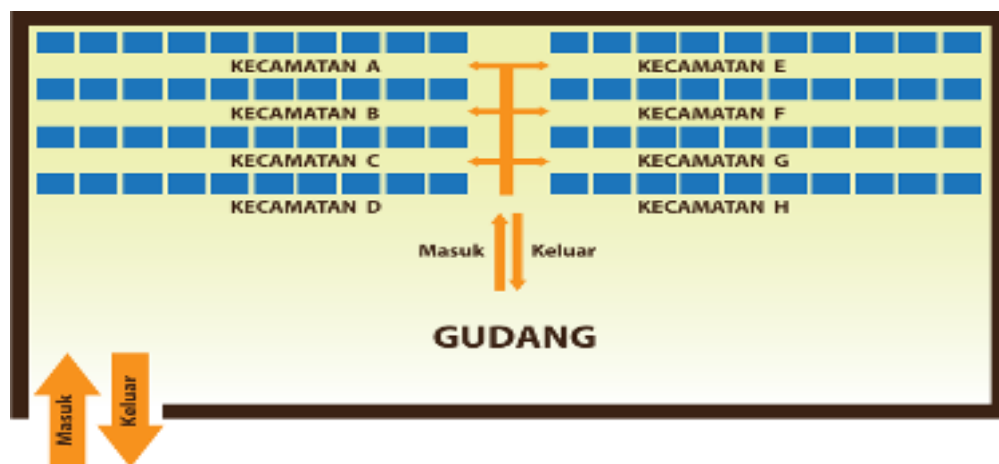 KECAMATAN A
KECAMATAN E
KECAMATAN B
KECAMATAN F
KECAMATAN C
KECAMATAN G
KECAMATAN D
KECAMATAN H
Masuk
Keluar
GUDANG
Masuk
Keluar